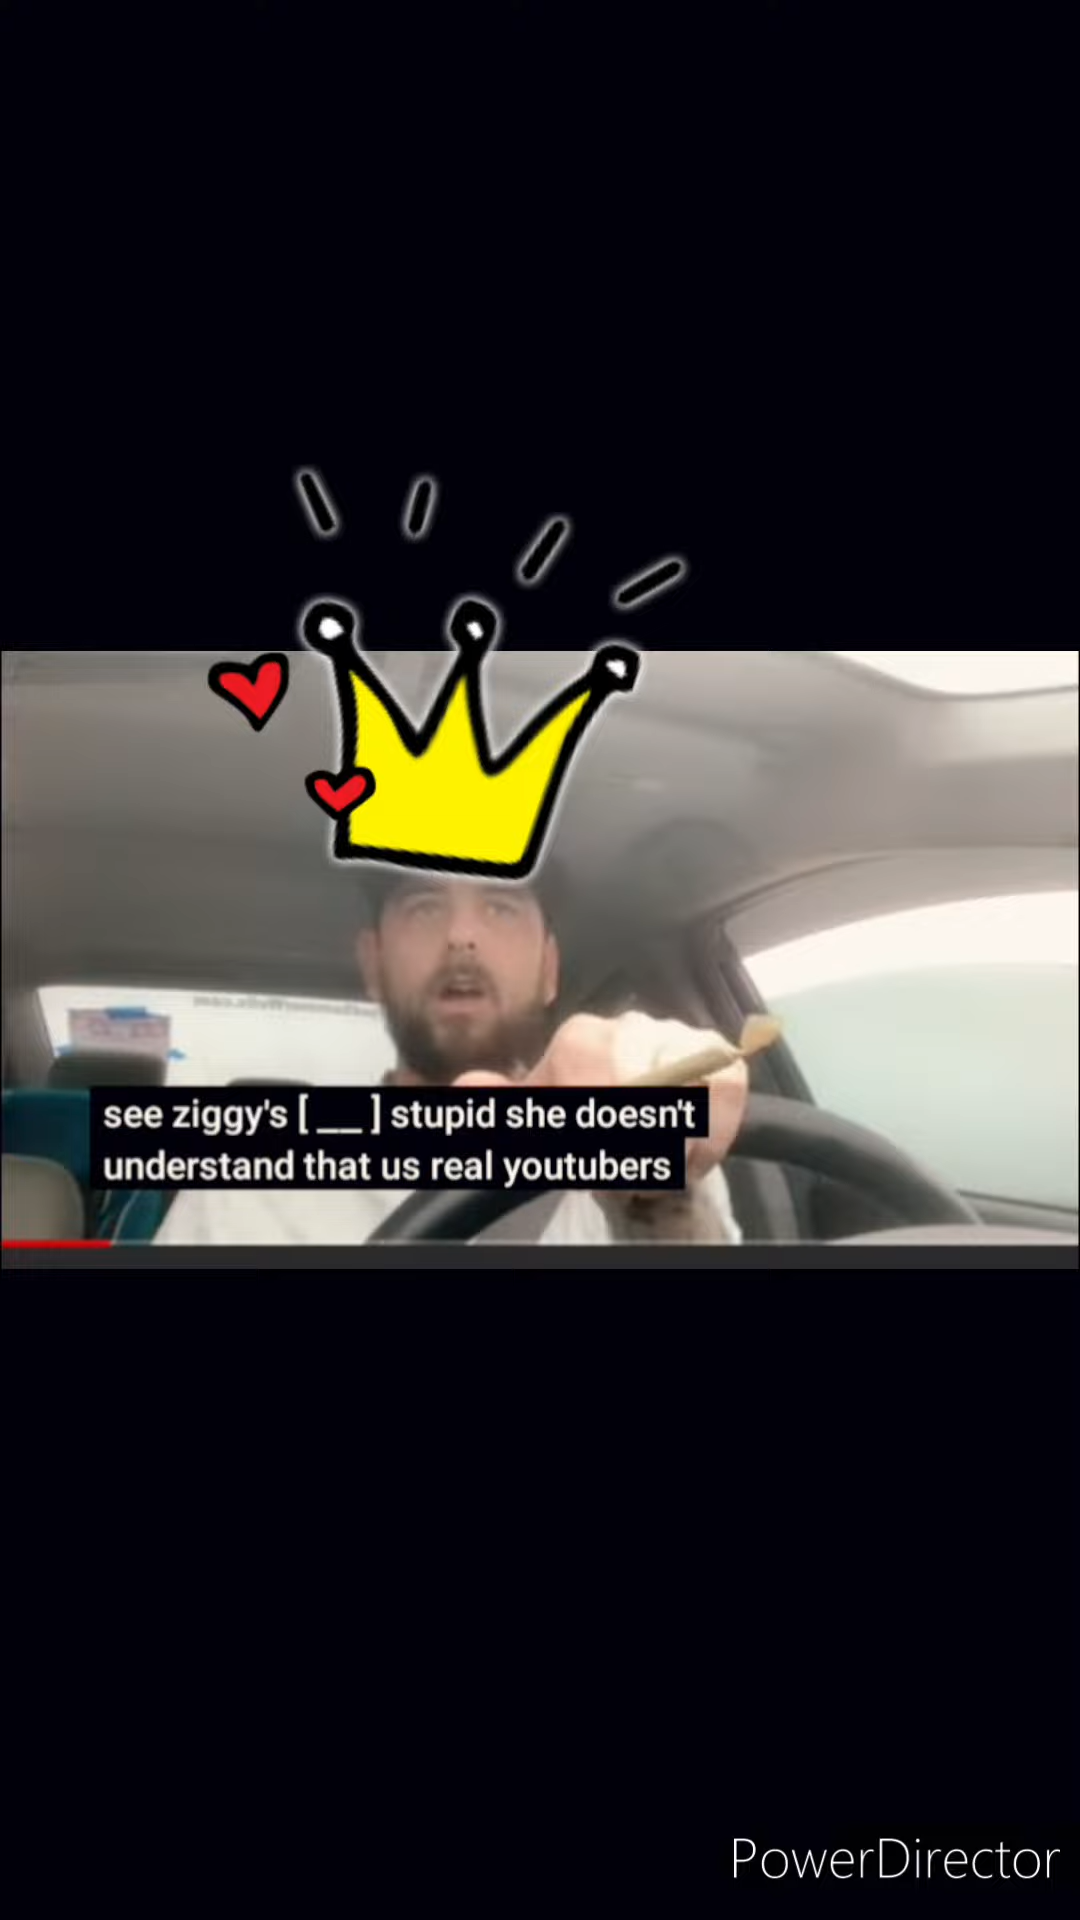 see ziggy's [ __ ] stupid she doesn't
understand that us real youtubers
PowerDirector